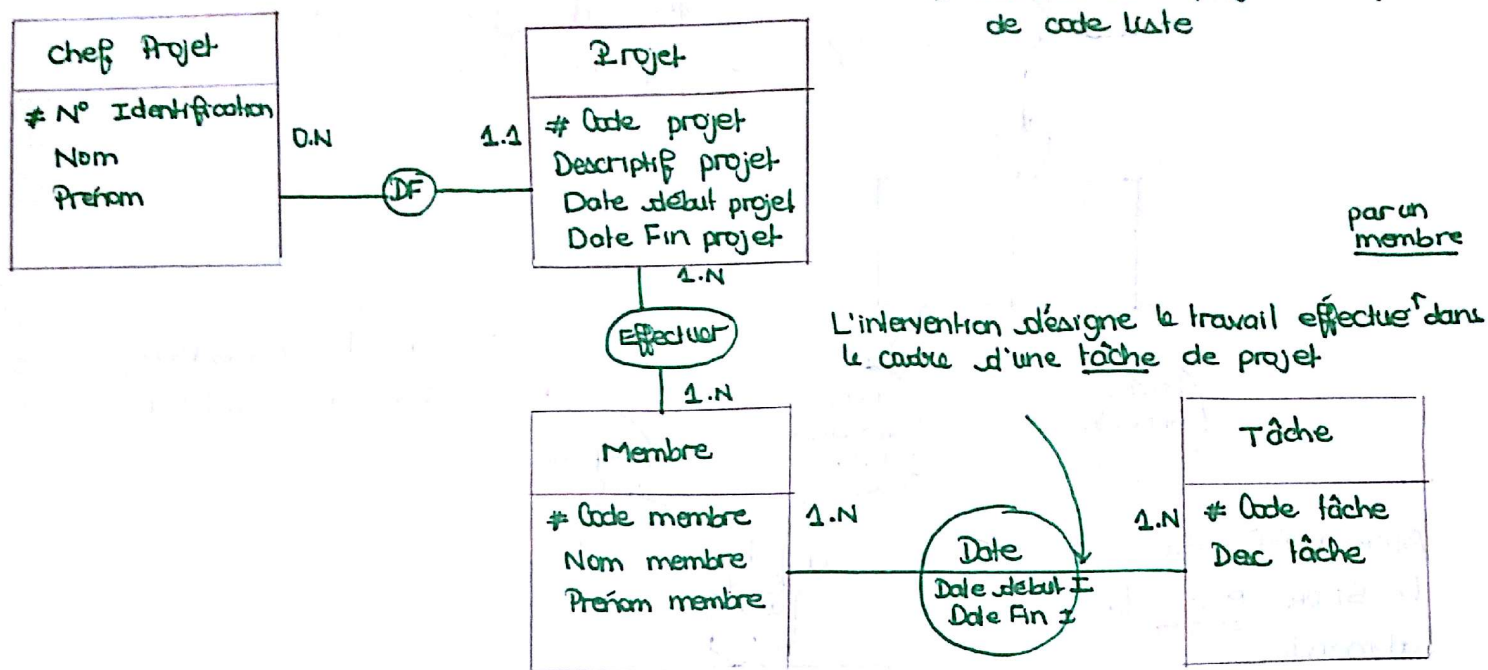 de code liste
Chef Projet
# N° Identification
Nom
Prénom
0.N
DF
1.1
Projet
# Code projet
Descriptif projet
Date début projet
Date Fin projet
1.N
Effectuer
1.N
par un
membre
L'intervention désigne le travail effectuer dans
le cadre d'une tâche de projet
Membre
# Code membre
Nom membre
Prénom membre
1.N
Date
Date début I
Date Fin I
1.N
Tâche
# Code tâche
Desc tâche